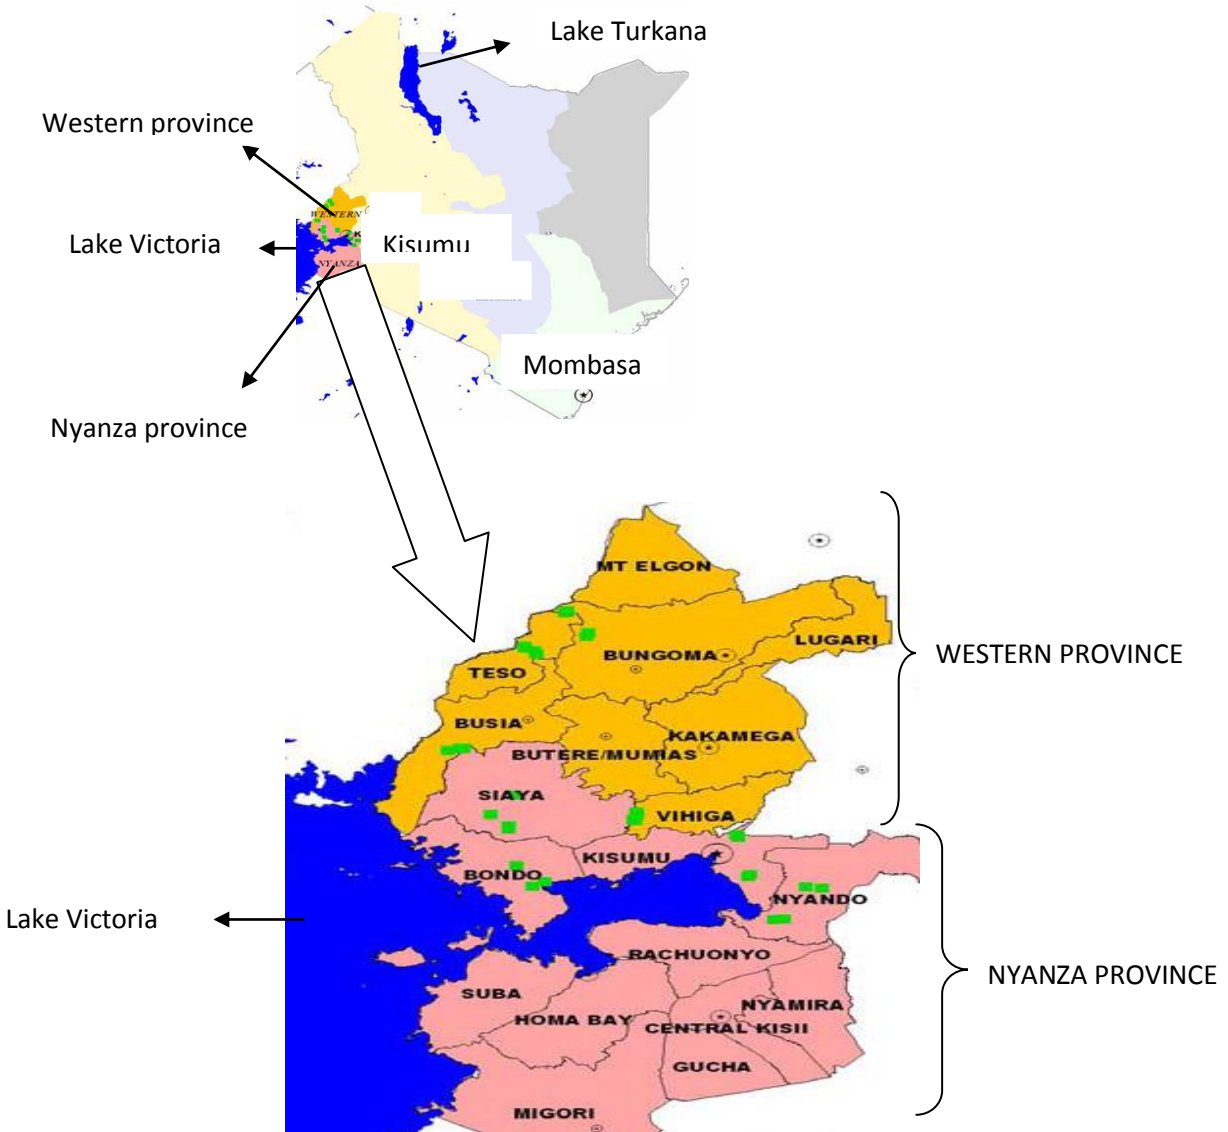 Lake Turkana
Western province
WESTERN
Lake Victoria
Kisumu
K
NYANZA
Mombasa
Nyanza province
MT ELGON
LUGARI
BUNGOMA
WESTERN PROVINCE
TESO
BUSIA
KAKAMEGA
BUTERE/MUMIAS
SIAYA
VIHIGA
KISUMU
BONDO
NYANDO
Lake Victoria
RACHUONYO
NYANZA PROVINCE
SUBA
NYAMIRA
HOMA BAY
CENTRAL KISII
GUCHA
MIGORI